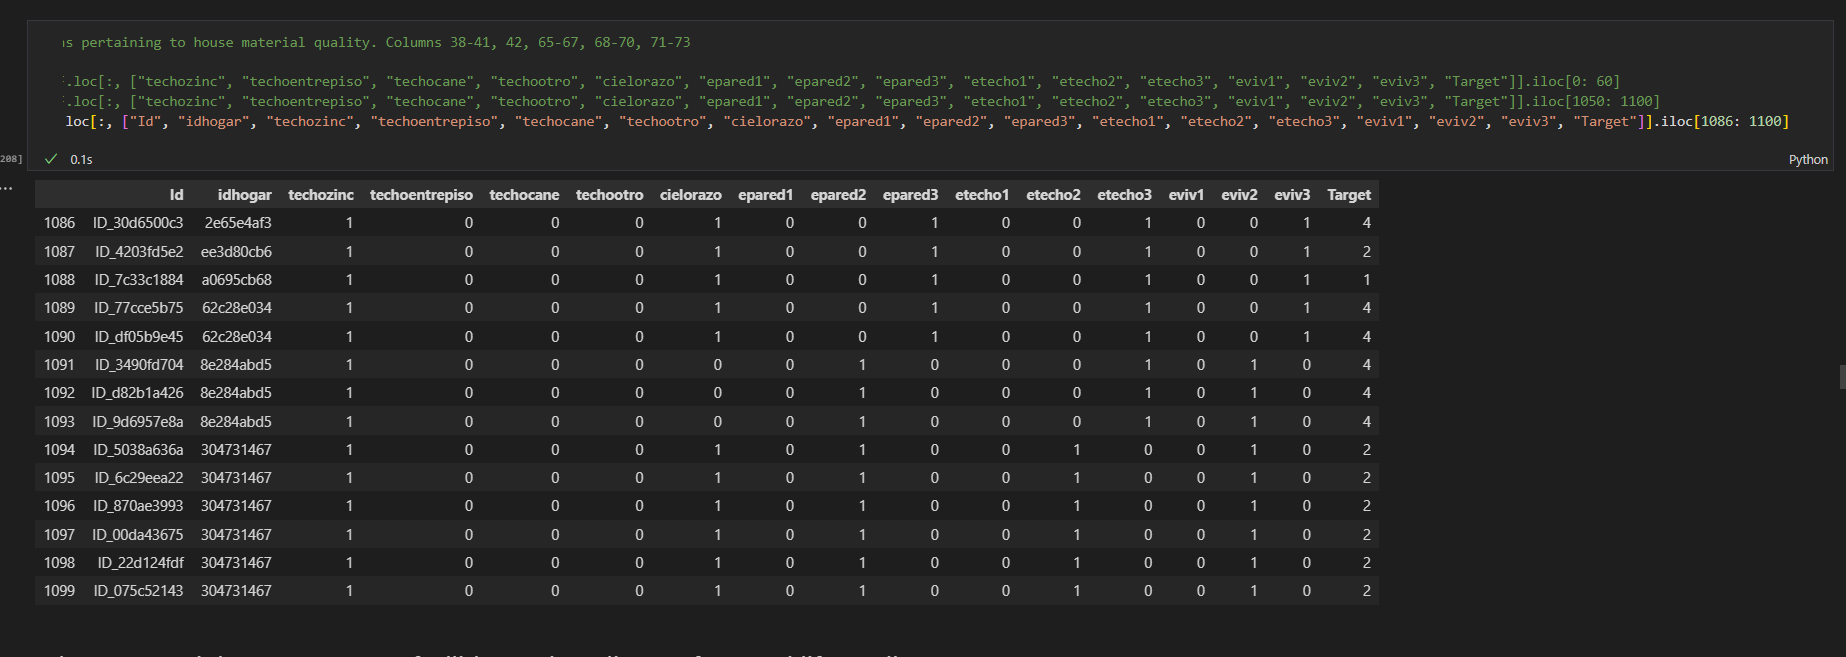 s pertaining to house material quality. Columns 38-41, 42, 65-67, 68-70, 71-73
.loc[:, ["techozinc", "techoentrepiso", "techocane", "techootro", "cielorazo", "epared1", "epared2", "epared3", "etecho1", "etecho2", "etecho3", "eviv1", "eviv2", "eviv3", "Target"]].iloc[0: 60]
.loc[:, ["techozinc", "techoentrepiso", "techocane", "techootro", "cielorazo", "epared1", "epared2", "epared3", "etecho1", "etecho2", "etecho3", "eviv1", "eviv2", "eviv3", "Target"]].iloc[1050: 1100]
loc[:, ["Id", "idhogar", "techozinc", "techoentrepiso", "techocane", "techootro", "cielorazo", "epared1", "epared2", "epared3", "etecho1", "etecho2", "etecho3", "eviv1", "eviv2", "eviv3", "Target"]].iloc[1086: 1100]
208] ✓ 0.1s Python
...
Id idhogar techozinc techoentrepiso techocane techootro cielorazo epared1 epared2 epared3 etecho1 etecho2 etecho3 eviv1 eviv2 eviv3 Target
1086 ID_30d6500c3 2e65e4af3 1 0 0 0 1 0 0 1 0 0 1 0 0 1 4
1087 ID_4203fd5e2 ee3d80cb6 1 0 0 0 1 0 0 1 0 0 1 0 0 1 2
1088 ID_7c33c1884 a0695cb68 1 0 0 0 1 0 0 1 0 0 1 0 0 1 1
1089 ID_77cce5b75 62c28e034 1 0 0 0 1 0 0 1 0 0 1 0 0 1 4
1090 ID_df05b9e45 62c28e034 1 0 0 0 1 0 0 1 0 0 1 0 0 1 4
1091 ID_3490fd704 8e284abd5 1 0 0 0 0 0 1 0 0 0 1 0 1 0 4
1092 ID_d82b1a426 8e284abd5 1 0 0 0 0 0 1 0 0 0 1 0 1 0 4
1093 ID_9d6957e8a 8e284abd5 1 0 0 0 0 0 1 0 0 0 1 0 1 0 4
1094 ID_5038a636a 304731467 1 0 0 0 1 0 1 0 0 1 0 0 1 0 2
1095 ID_6c29eea22 304731467 1 0 0 0 1 0 1 0 0 1 0 0 1 0 2
1096 ID_870ae3993 304731467 1 0 0 0 1 0 1 0 0 1 0 0 1 0 2
1097 ID_00da43675 304731467 1 0 0 0 1 0 1 0 0 1 0 0 1 0 2
1098 ID_22d124fdf 304731467 1 0 0 0 1 0 1 0 0 1 0 0 1 0 2
1099 ID_075c52143 304731467 1 0 0 0 1 0 1 0 0 1 0 0 1 0 2